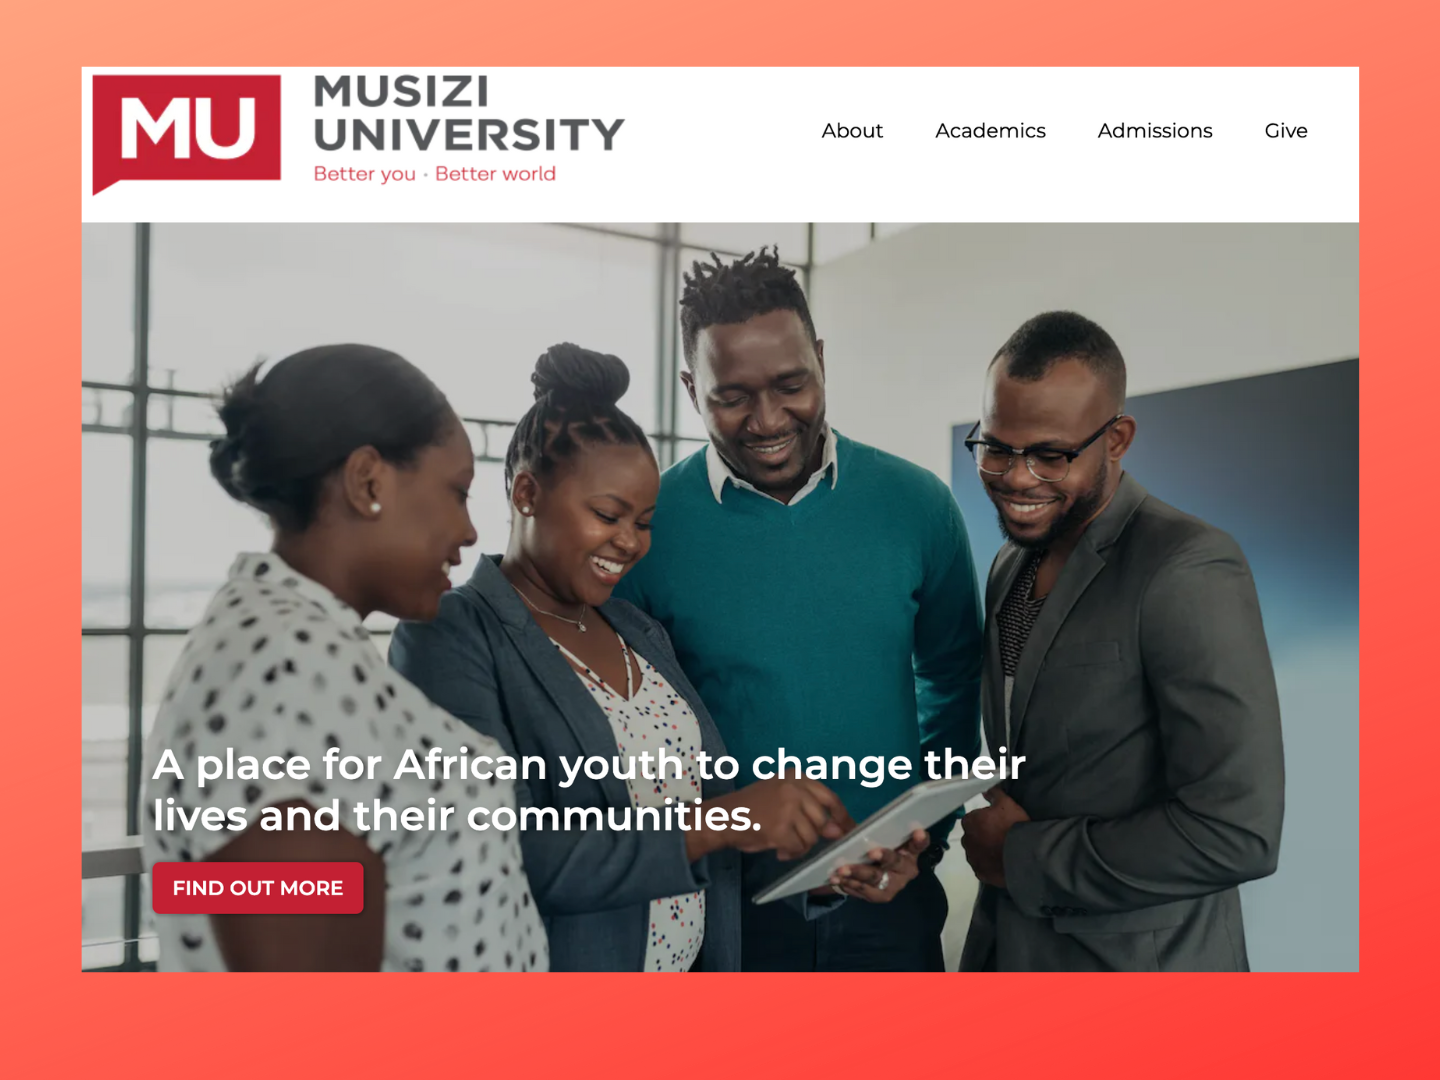 MU
MUSIZI
UNIVERSITY
Better you • Better world
About Academics Admissions Give
A place for African youth to change their
lives and their communities.
FIND OUT MORE